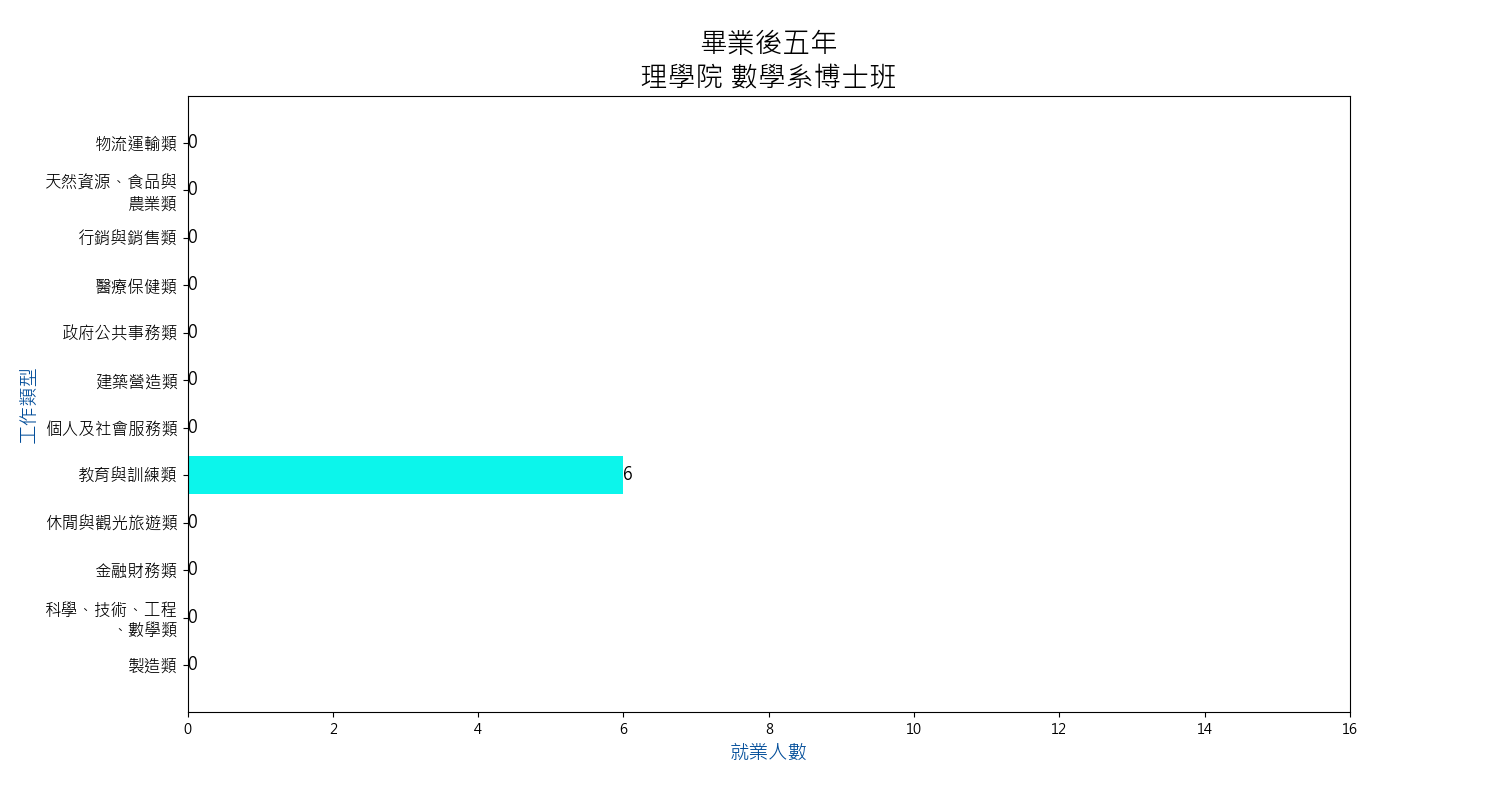 畢業後五年
理學院 數學系博士班
物流運輸類 0
天然資源、食品與
農業類 0
行銷與銷售類 0
醫療保健類 0
政府公共事務類 0
建築營造類 0
個人及社會服務類 0
教育與訓練類 6
休閒與觀光旅遊類 0
金融財務類 0
科學、技術、工程
、數學類 0
製造類 0
工作類型
0 2 4 6 8 10 12 14 16
就業人數